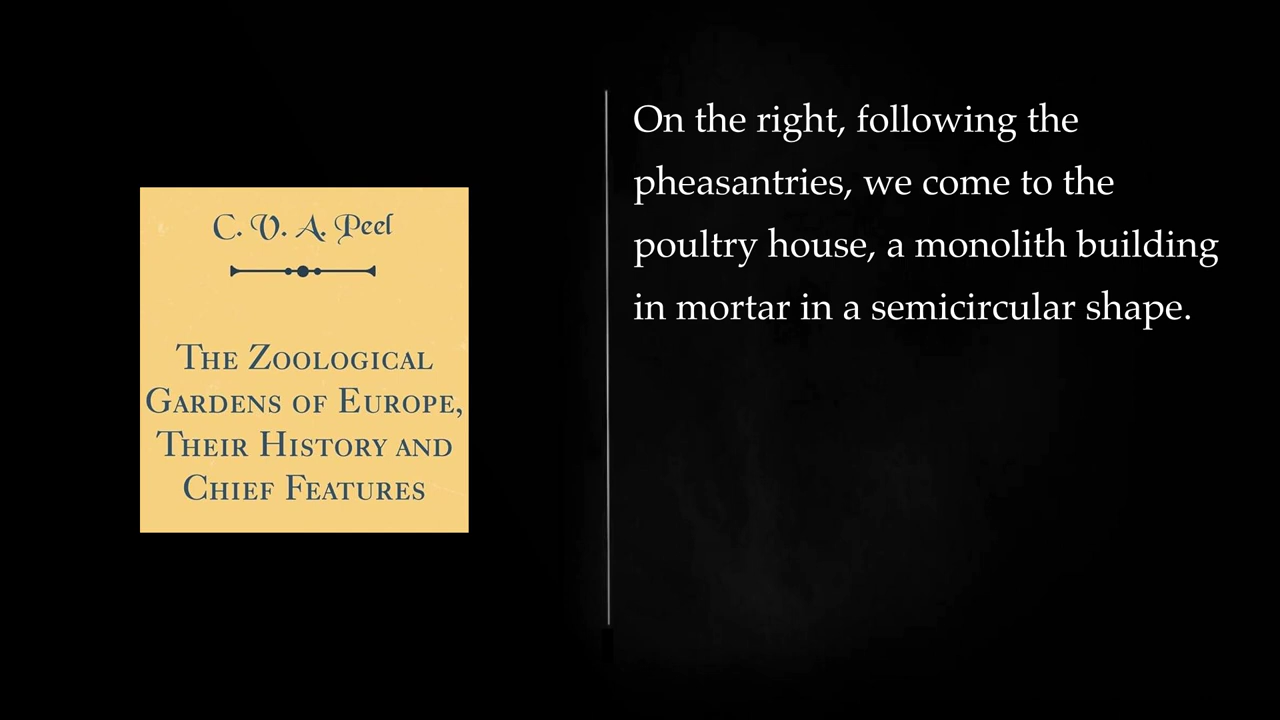 C. V. A. Peel
The Zoological
Gardens of Europe,
Their History and
Chief Features
On the right, following the
pheasantries, we come to the
poultry house, a monolith building
in mortar in a semicircular shape.